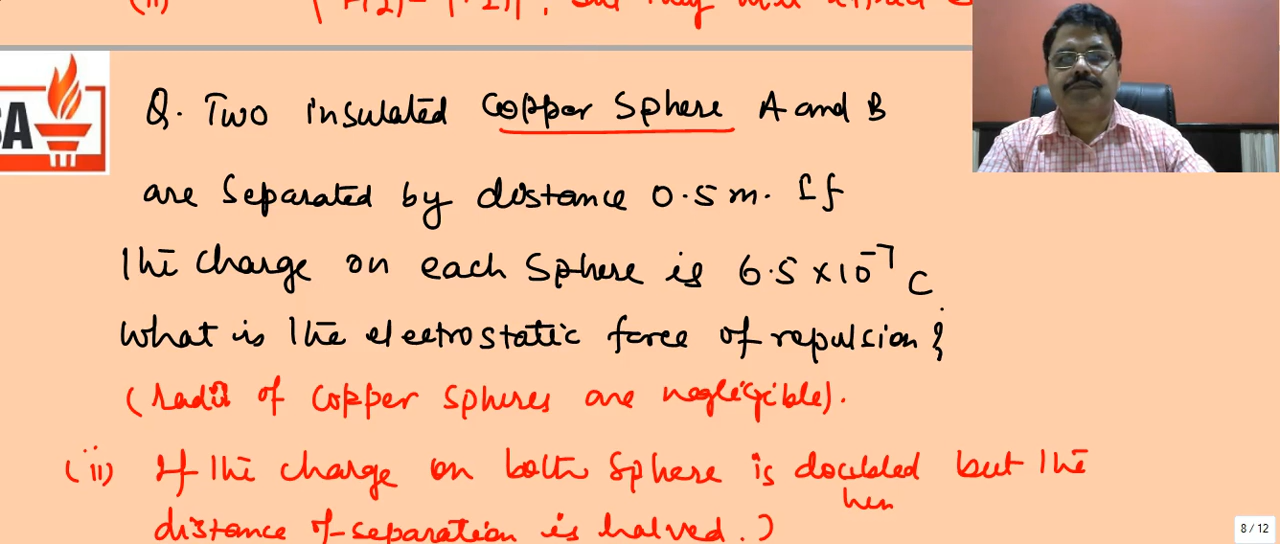 Q. Two insulated copper sphere A and B
are separated by distance 0.5 m. If
the charge on each sphere is 6.5 × 10⁻⁷ C
What is the electrostatic force of repulsion?
(radii of copper spheres are negligible).
(ii) If the charge on both sphere is doubled but the
distance of separation is halved.)
8 / 12